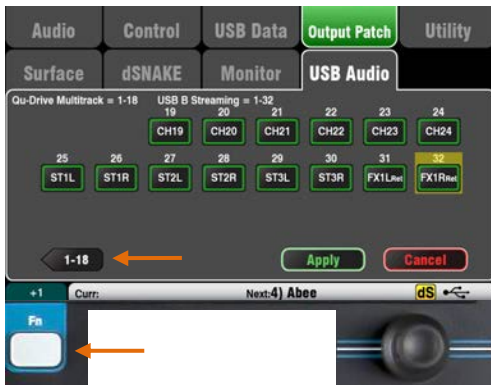 Audio Control USB Data Output Patch Utility
Surface dSNAKE Monitor USB Audio
Qu-Drive Multitrack = 1-18 USB B Streaming = 1-32
19 20 21 22 23 24
CH19 CH20 CH21 CH22 CH23 CH24
25 26 27 28 29 30 31 32
ST1L ST1R ST2L ST2R ST3L ST3R FX1LRet FX1RRet
1-18 Apply Cancel
+1 Curr: Next:4) Abee dS
Fn